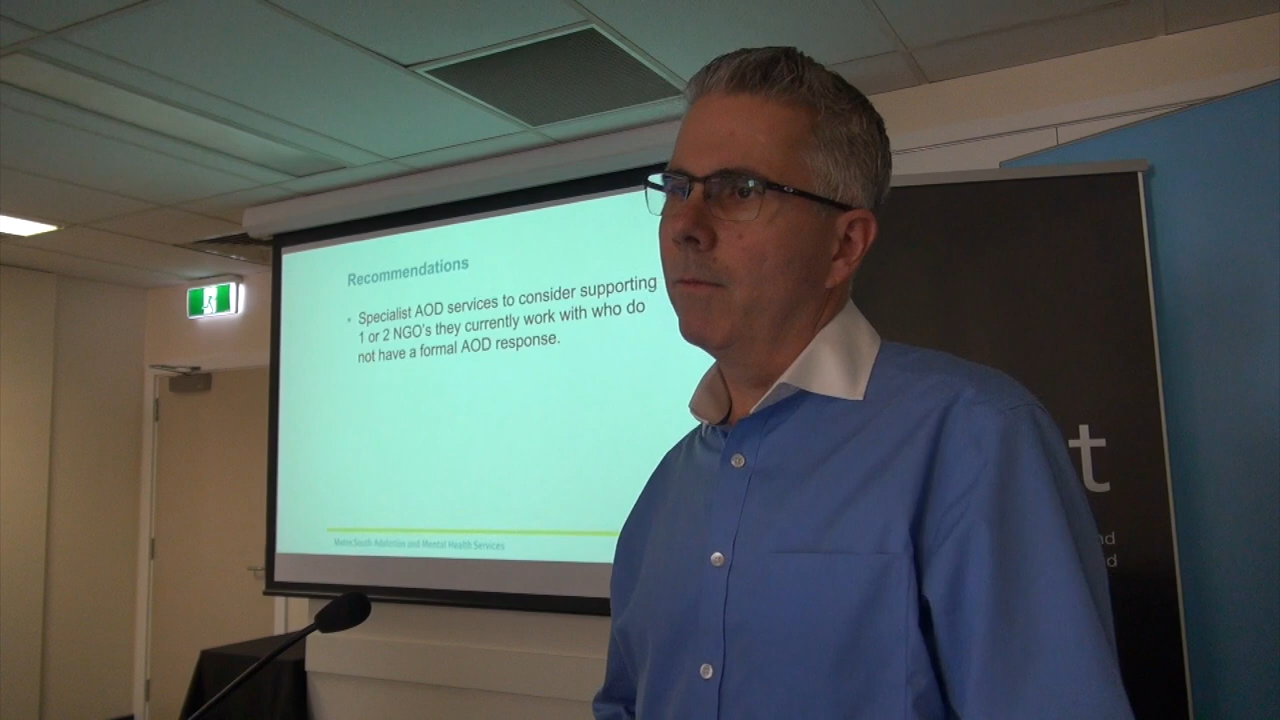 Recommendations
• Specialist AOD services to consider supporting
1 or 2 NGO's they currently work with who do
not have a formal AOD response.
Metro South Addiction and Mental Health Services
t
nd
d